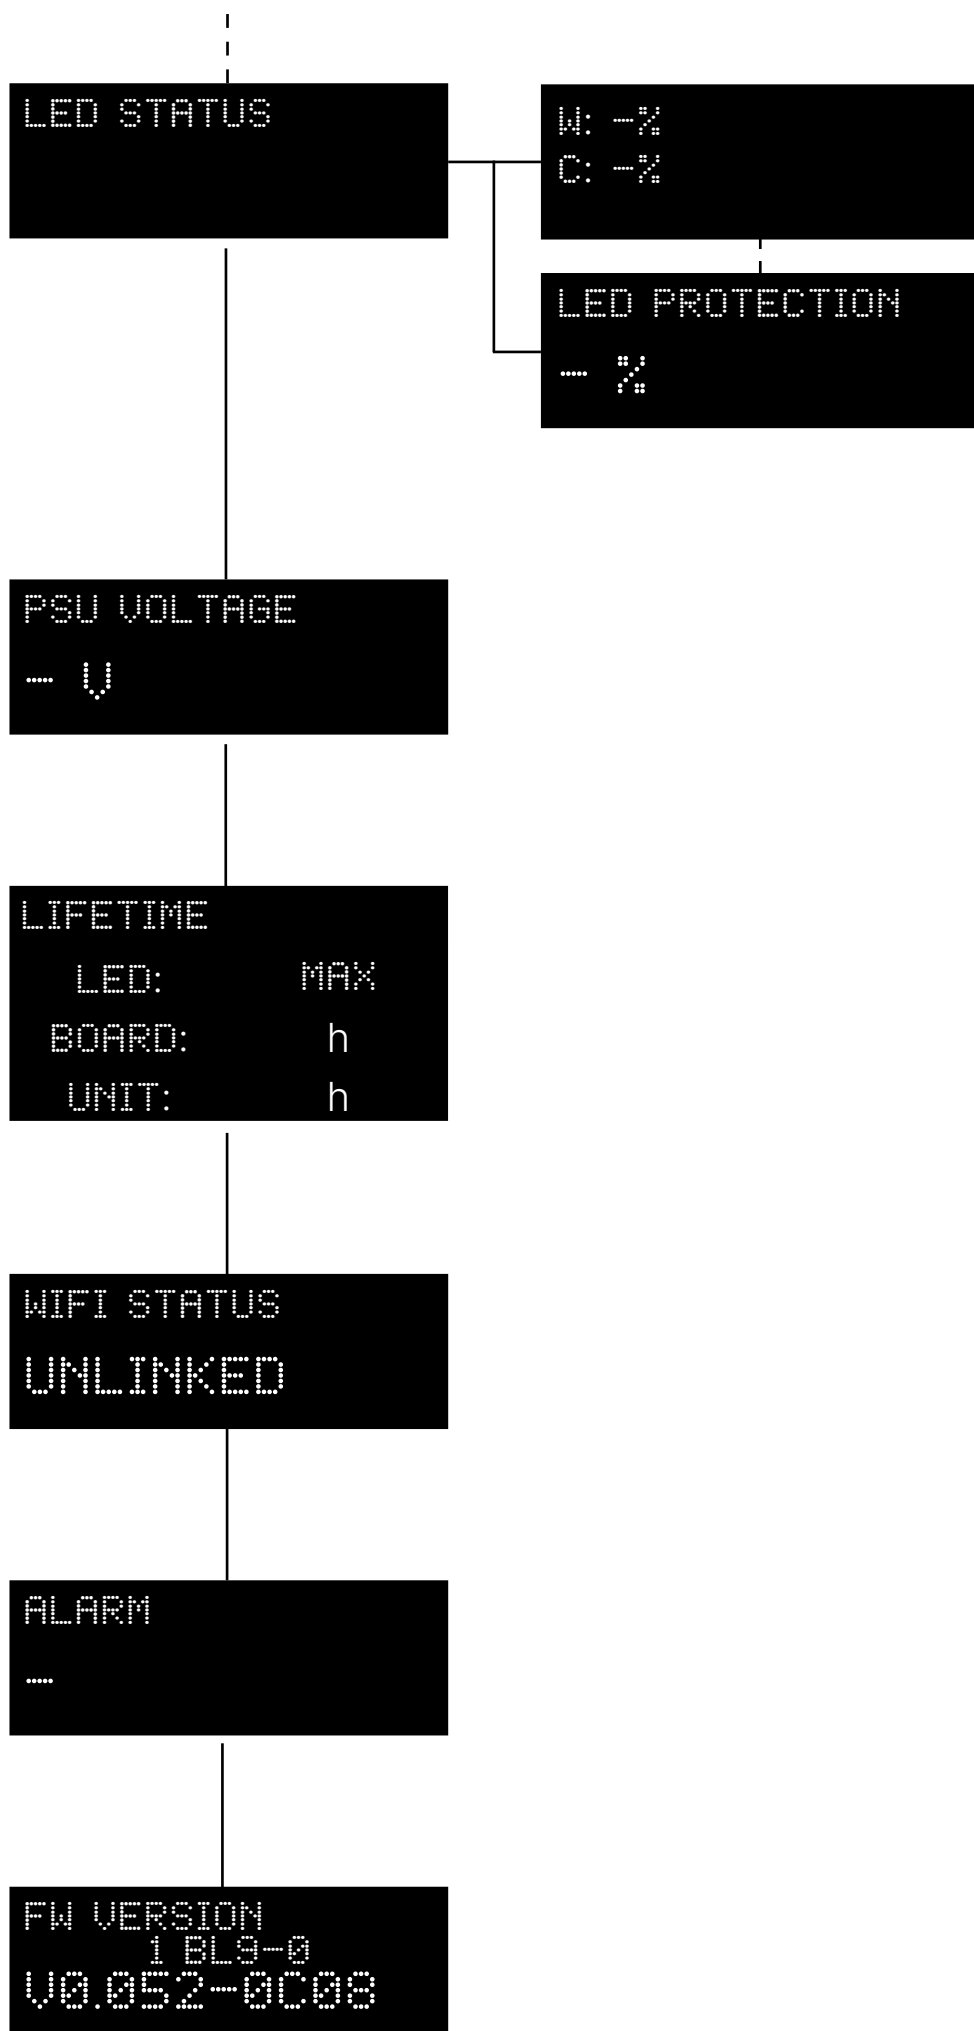 LED STATUS
W: -%
C: -%
LED PROTECTION
- %
PSU VOLTAGE
- V
LIFETIME
LED: MAX
BOARD: h
UNIT: h
WIFI STATUS
UNLINKED
ALARM
-
FW VERSION
1 BL9-0
V0.052-0C08